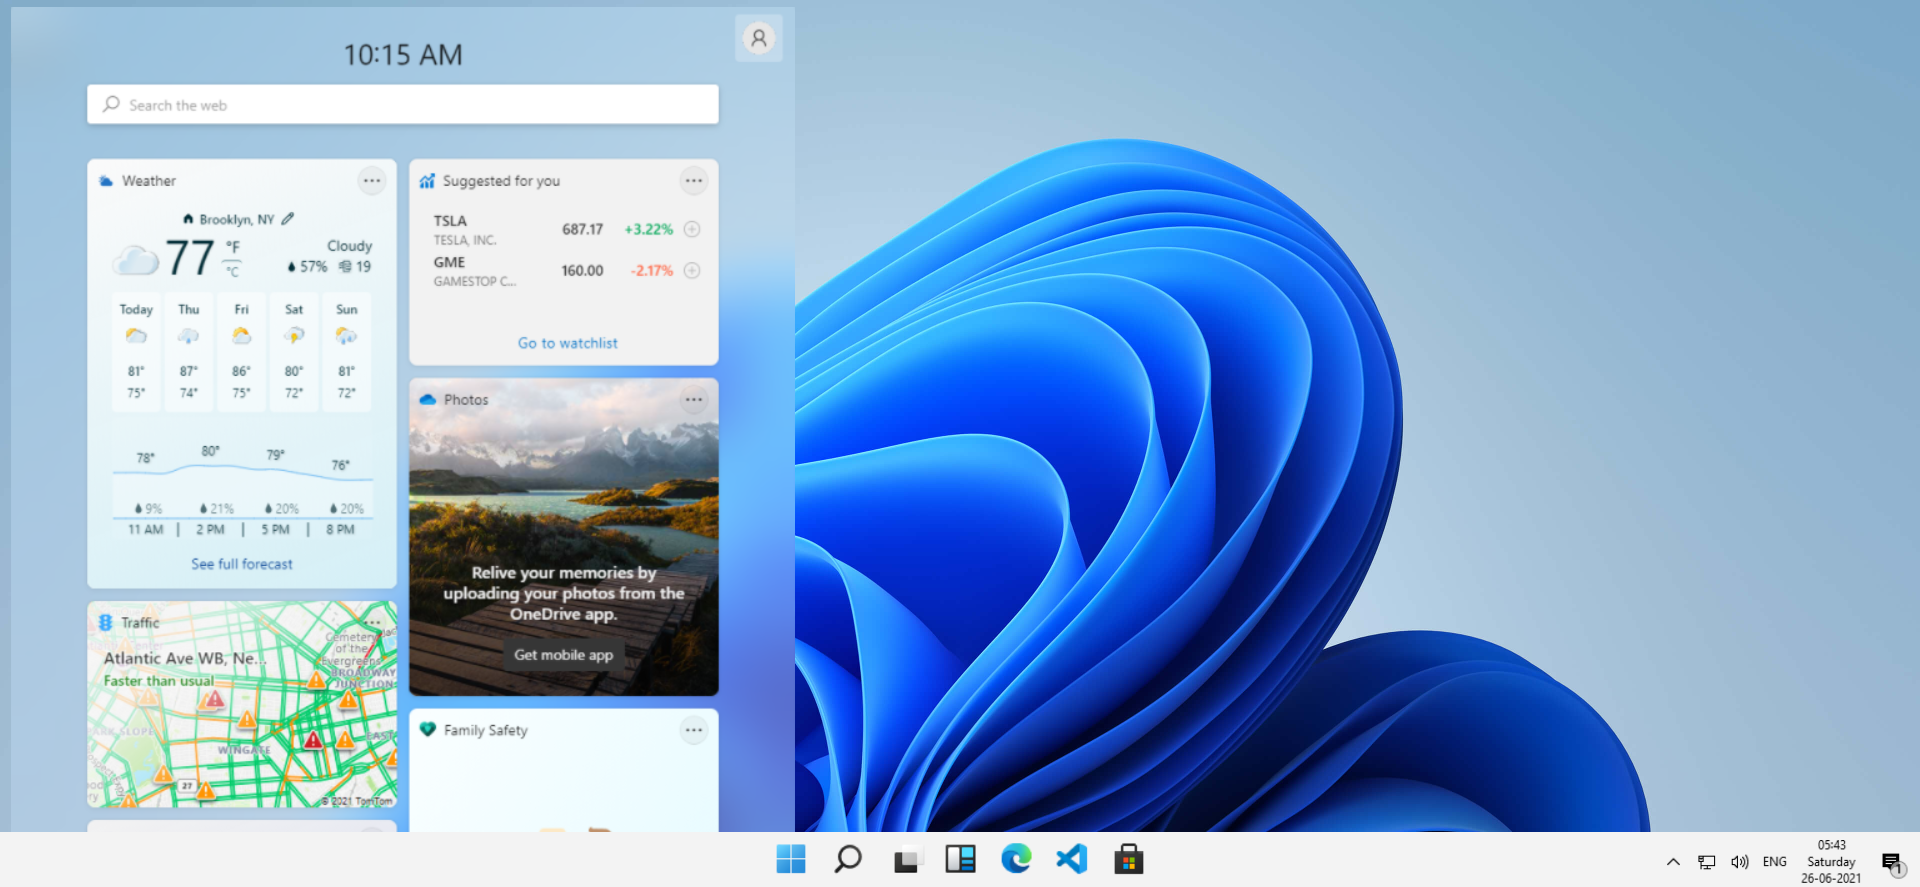 10:15 AM
Search the web
Weather
Brooklyn, NY
77 °F
°C
Cloudy
57% 19
Today Thu Fri Sat Sun
81° 87° 86° 80° 81°
75° 74° 75° 72° 72°
78° 80° 79° 76°
9% 21% 20% 20%
11 AM 2 PM 5 PM 8 PM
See full forecast
Suggested for you
TSLA
TESLA, INC.
687.17 +3.22%
GME
GAMESTOP C...
160.00 -2.17%
Go to watchlist
Photos
Relive your memories by
uploading your photos from the
OneDrive app.
Get mobile app
Traffic
Atlantic Ave WB, Ne...
Faster than usual
Cemetery
of the
Evergreens
BROADWAY
JUNCTION
PARK SLOPE
WINGATE
EAST
27
© 2021 TomTom
Family Safety
ENG
05:43
Saturday
26-06-2021
1